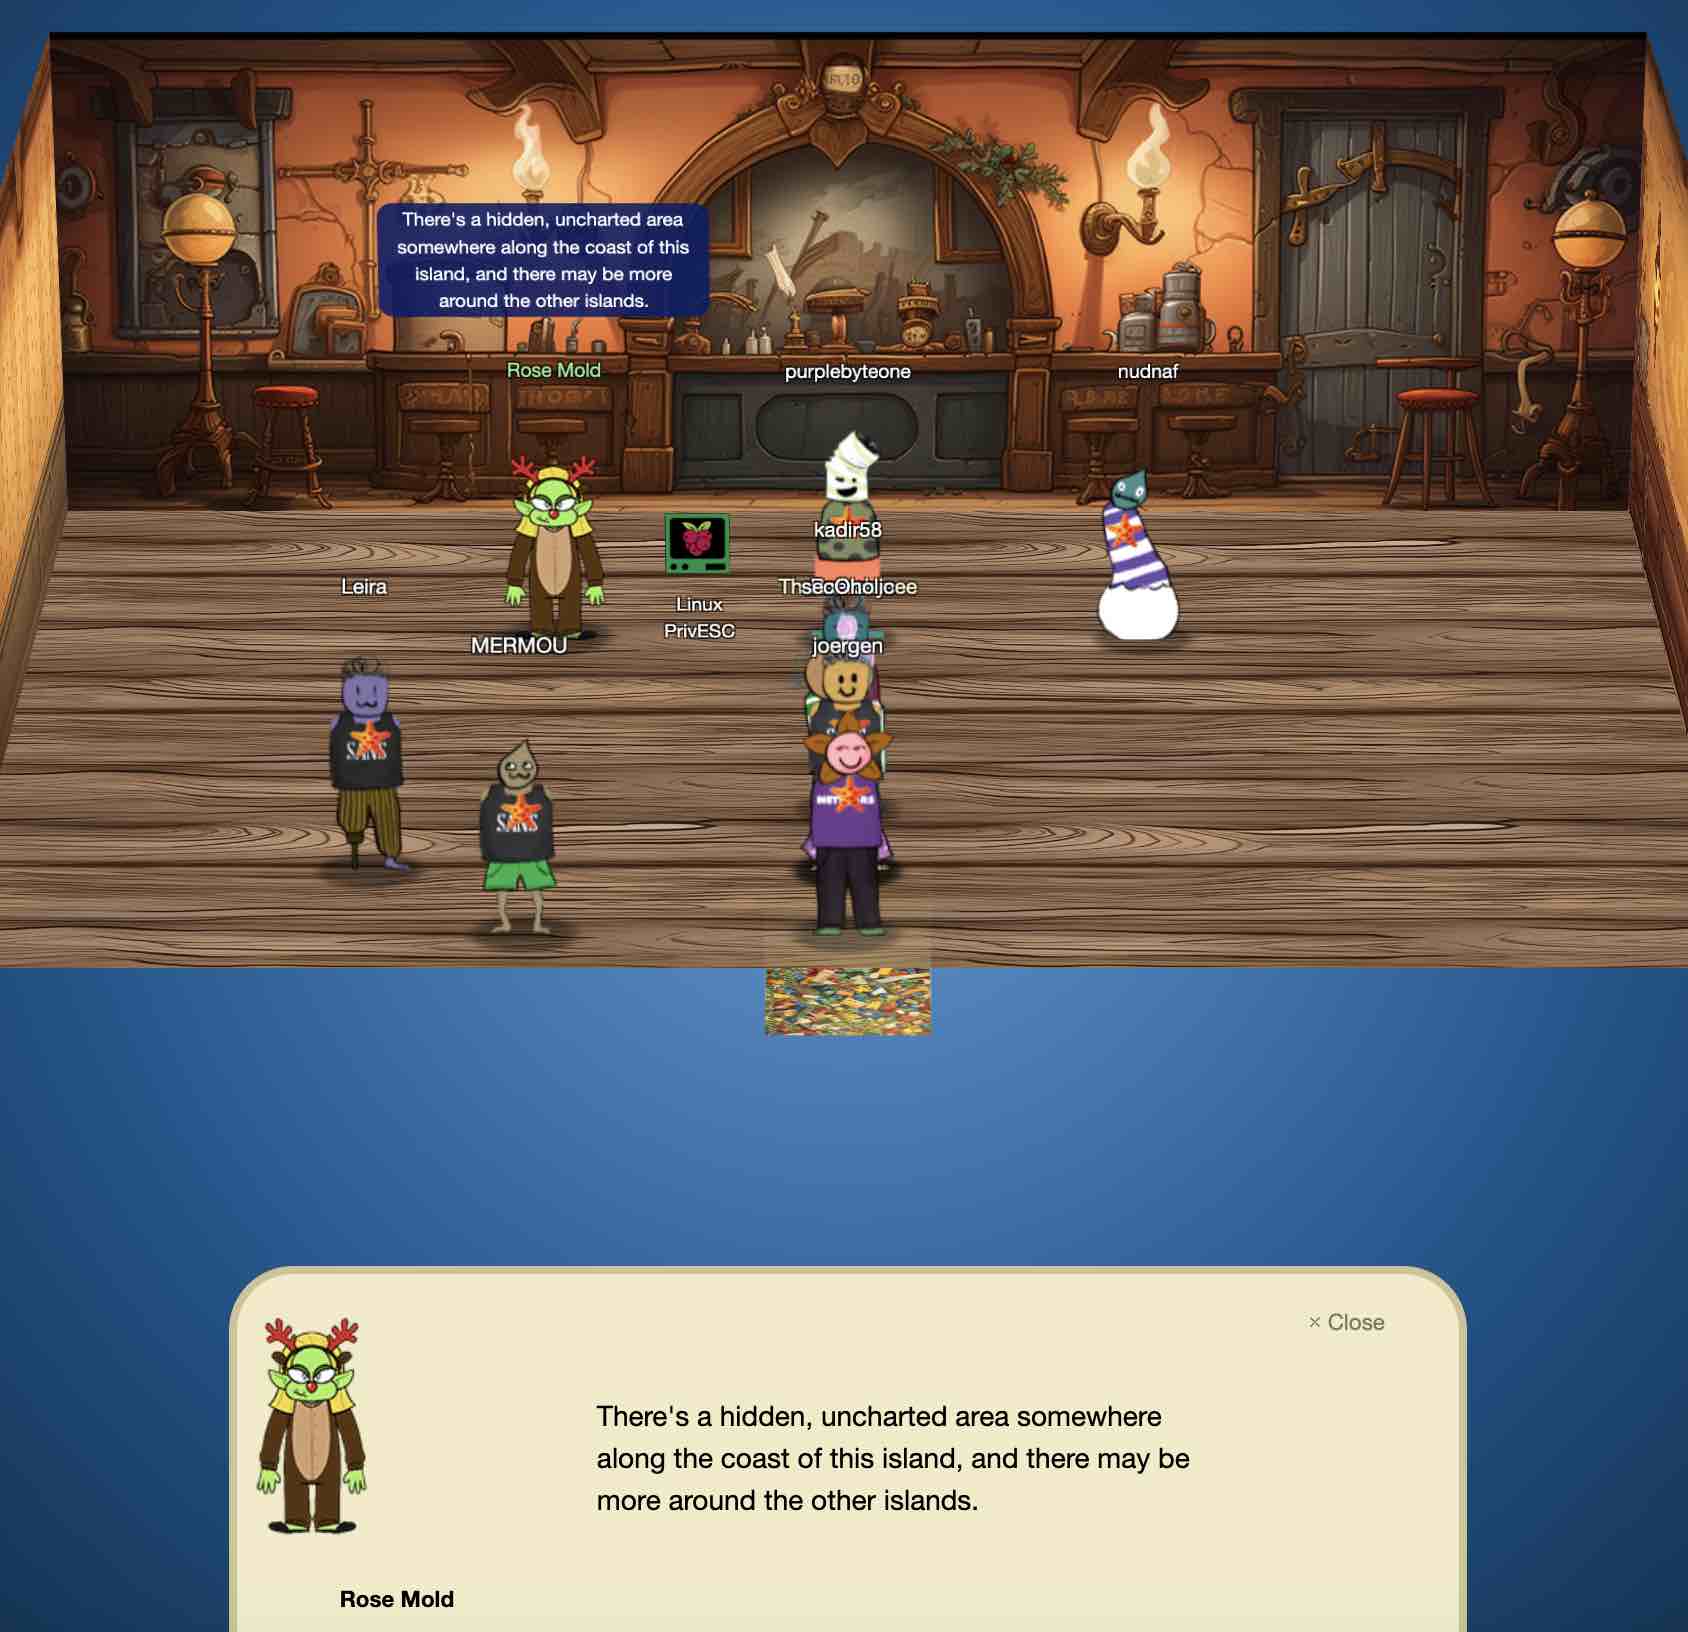 There's a hidden, uncharted area
somewhere along the coast of this
island, and there may be more
around the other islands.
Rose Mold
purplebyteone
nudnaf
kadir58
Leira
Linux
PrivESC
MERMOU
joergen
SANS
SANS
× Close
There's a hidden, uncharted area somewhere
along the coast of this island, and there may be
more around the other islands.
Rose Mold